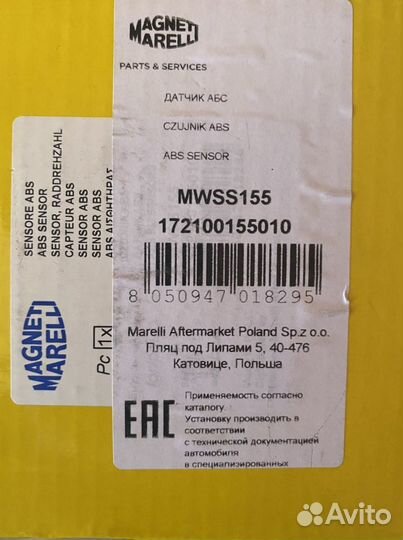 MAGNETI
MARELLI
PARTS & SERVICES
ДАТЧИК АБС
CZUJNIK ABS
ABS SENSOR
MWSS155
172100155010
8 050947 018295
Marelli Aftermarket Poland Sp.z o.o.
Пляц под Липами 5, 40-476
Катовице, Польша
EAC
Применяемость согласно
каталогу.
Установку производить в
соответствии
с технической документацией
автомобиля
в специализированных
SENSORE ABS
ABS SENSOR
SENSOR, RADDREHZAHL
CAPTEUR ABS
SENSOR ABS
SENSOR ABS
ABS ΑΙΣΘΗΤΗΡΑΣ
MAGNETI
MARELLI
Pc 1x
Avito